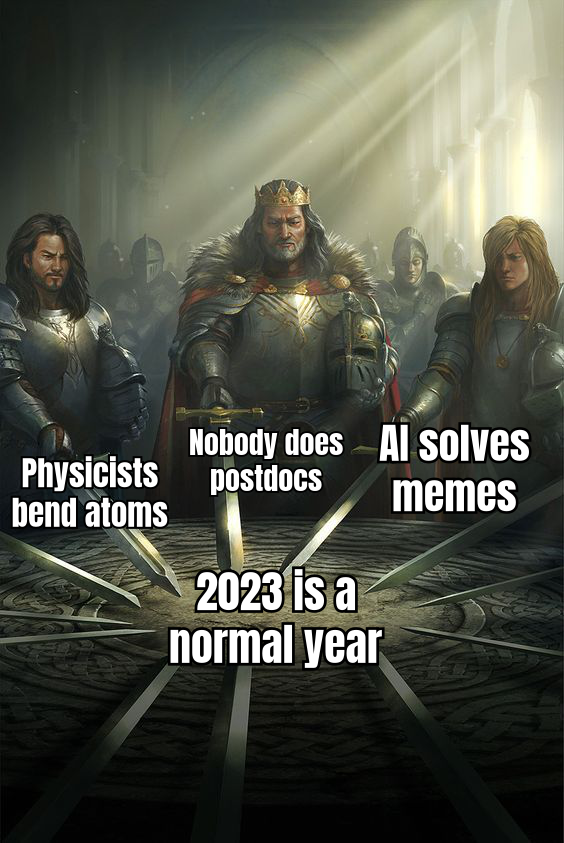 Physicists
bend atoms
Nobody does
postdocs
AI solves
memes
2023 is a
normal year